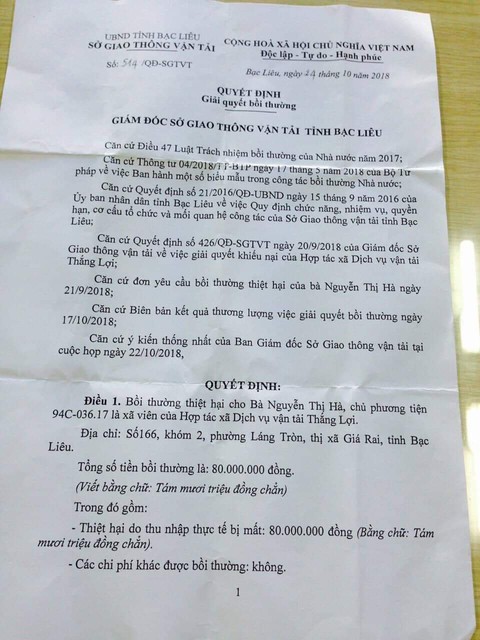 UBND TỈNH BẠC LIÊU
SỞ GIAO THÔNG VẬN TẢI
CỘNG HOÀ XÃ HỘI CHỦ NGHĨA VIỆT NAM
Độc lập - Tự do - Hạnh phúc
Số: 514 /QĐ-SGTVT
Bạc Liêu, ngày 24 tháng 10 năm 2018
QUYẾT ĐỊNH
Giải quyết bồi thường
GIÁM ĐỐC SỞ GIAO THÔNG VẬN TẢI TỈNH BẠC LIÊU
Căn cứ Điều 47 Luật Trách nhiệm bồi thường của Nhà nước năm 2017;
Căn cứ Thông tư 04/2018/TT-BTP ngày 17 tháng 5 năm 2018 của Bộ Tư
pháp về việc Ban hành một số biểu mẫu trong công tác bồi thường Nhà nước;
Căn cứ Quyết định số 21/2016/QĐ-UBND ngày 15 tháng 9 năm 2016 của
Ủy ban nhân dân tỉnh Bạc Liêu về việc Quy định chức năng, nhiệm vụ, quyền
hạn, cơ cấu tổ chức và mối quan hệ công tác của Sở Giao thông vận tải tỉnh Bạc
Liêu;
Căn cứ Quyết định số 426/QĐ-SGTVT ngày 20/9/2018 của Giám đốc Sở
Giao thông vận tải về việc giải quyết khiếu nại của Hợp tác xã Dịch vụ vận tải
Thắng Lợi;
Căn cứ đơn yêu cầu bồi thường thiệt hại của bà Nguyễn Thị Hà ngày
21/9/2018;
Căn cứ Biên bản kết quả thương lượng việc giải quyết bồi thường ngày
17/10/2018;
Căn cứ ý kiến thống nhất của Ban Giám đốc Sở Giao thông vận tải tại
cuộc họp ngày 22/10/2018,
QUYẾT ĐỊNH:
Điều 1. Bồi thường thiệt hại cho Bà Nguyễn Thị Hà, chủ phương tiện
94C-036.17 là xã viên của Hợp tác xã Dịch vụ vận tải Thắng Lợi.
Địa chỉ: Số166, khóm 2, phường Láng Tròn, thị xã Giá Rai, tỉnh Bạc
Liêu.
Tổng số tiền bồi thường là: 80.000.000 đồng.
(Viết bằng chữ: Tám mươi triệu đồng chẵn)
Trong đó gồm:
- Thiệt hại do thu nhập thực tế bị mất: 80.000.000 đồng (Bằng chữ: Tám
mươi triệu đồng chẵn).
- Các chi phí khác được bồi thường: không.
1